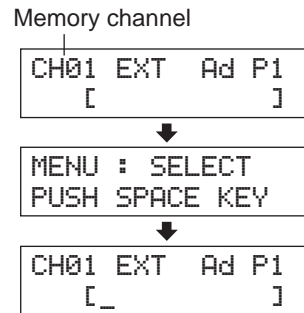 Memory channel
CH01 EXT Ad P1
[ ]
MENU : SELECT
PUSH SPACE KEY
CH01 EXT Ad P1
[_ ]